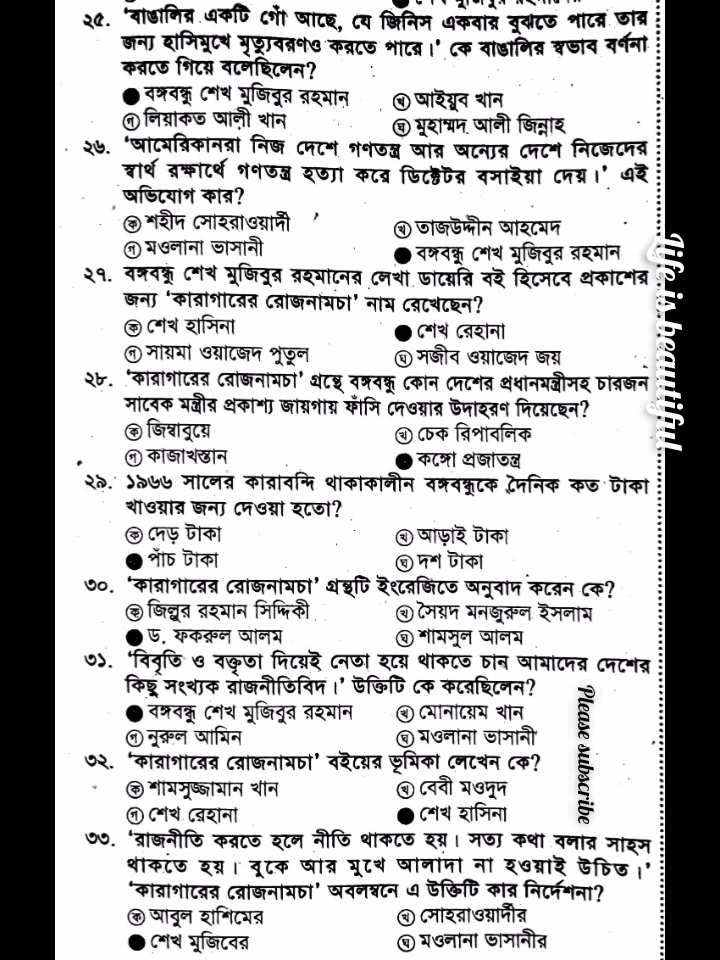 ২৫. 'বাঙালির একটি গোঁ আছে, যে জিনিস একবার বুঝতে পারে তার
জন্য হাসিমুখে মৃত্যুবরণও করতে পারে।' কে বাঙালির স্বভাব বর্ণনা
করতে গিয়ে বলেছিলেন?
বঙ্গবন্ধু শেখ মুজিবুর রহমান ⓗ আইয়ুব খান
গ লিয়াকত আলী খান ঘ মুহাম্মদ আলী জিন্নাহ
২৬. 'আমেরিকানরা নিজ দেশে গণতন্ত্র আর অন্যের দেশে নিজেদের
স্বার্থ রক্ষার্থে গণতন্ত্র হত্যা করে ডিক্টেটর বসাইয়া দেয়।' এই
অভিযোগ কার?
ক শহীদ সোহরাওয়ার্দী খ তাজউদ্দীন আহমেদ
গ মওলানা ভাসানী বঙ্গবন্ধু শেখ মুজিবুর রহমান
২৭. বঙ্গবন্ধু শেখ মুজিবুর রহমানের লেখা ডায়েরি বই হিসেবে প্রকাশের
জন্য 'কারাগারের রোজনামচা' নাম রেখেছেন?
ক শেখ হাসিনা শেখ রেহানা
গ সায়মা ওয়াজেদ পুতুল ঘ সজীব ওয়াজেদ জয়
২৮. 'কারাগারের রোজনামচা' গ্রন্থে বঙ্গবন্ধু কোন দেশের প্রধানমন্ত্রীসহ চারজন
সাবেক মন্ত্রীর প্রকাশ্য জায়গায় ফাঁসি দেওয়ার উদাহরণ দিয়েছেন?
ক জিম্বাবুয়ে খ চেক রিপাবলিক
গ কাজাখস্তান কঙ্গো প্রজাতন্ত্র
২৯. ১৯৬৬ সালের কারাবন্দি থাকাকালীন বঙ্গবন্ধুকে দৈনিক কত টাকা
খাওয়ার জন্য দেওয়া হতো?
ক দেড় টাকা খ আড়াই টাকা
পাঁচ টাকা ঘ দশ টাকা
৩০. 'কারাগারের রোজনামচা' গ্রন্থটি ইংরেজিতে অনুবাদ করেন কে?
ক জিল্লুর রহমান সিদ্দিকী খ সৈয়দ মনজুরুল ইসলাম
ড. ফকরুল আলম ঘ শামসুল আলম
৩১. 'বিবৃতি ও বক্তৃতা দিয়েই নেতা হয়ে থাকতে চান আমাদের দেশের
কিছু সংখ্যক রাজনীতিবিদ।' উক্তিটি কে করেছিলেন?
বঙ্গবন্ধু শেখ মুজিবুর রহমান খ মোনায়েম খান
গ নুরুল আমিন ঘ মওলানা ভাসানী
৩২. 'কারাগারের রোজনামচা' বইয়ের ভূমিকা লেখেন কে?
ক শামসুজ্জামান খান খ বেবী মওদুদ
গ শেখ রেহানা শেখ হাসিনা
৩৩. 'রাজনীতি করতে হলে নীতি থাকতে হয়। সত্য কথা বলার সাহস
থাকতে হয়। বুকে আর মুখে আলাদা না হওয়াই উচিত।'
'কারাগারের রোজনামচা' অবলম্বনে এ উক্তিটি কার নির্দেশনা?
ক আবুল হাশিমের খ সোহরাওয়ার্দীর
শেখ মুজিবের ঘ মওলানা ভাসানীর
Life is beautiful
Please subscribe